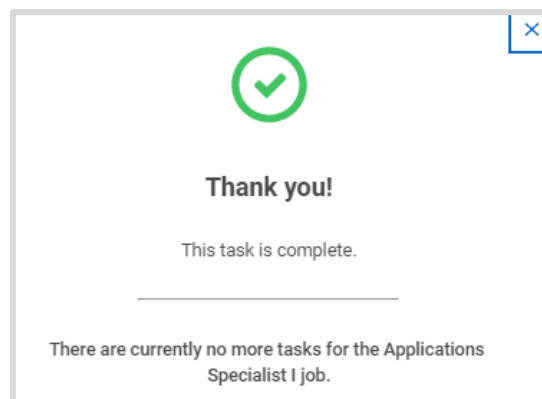 Thank you!
This task is complete.
There are currently no more tasks for the Applications
Specialist I job.